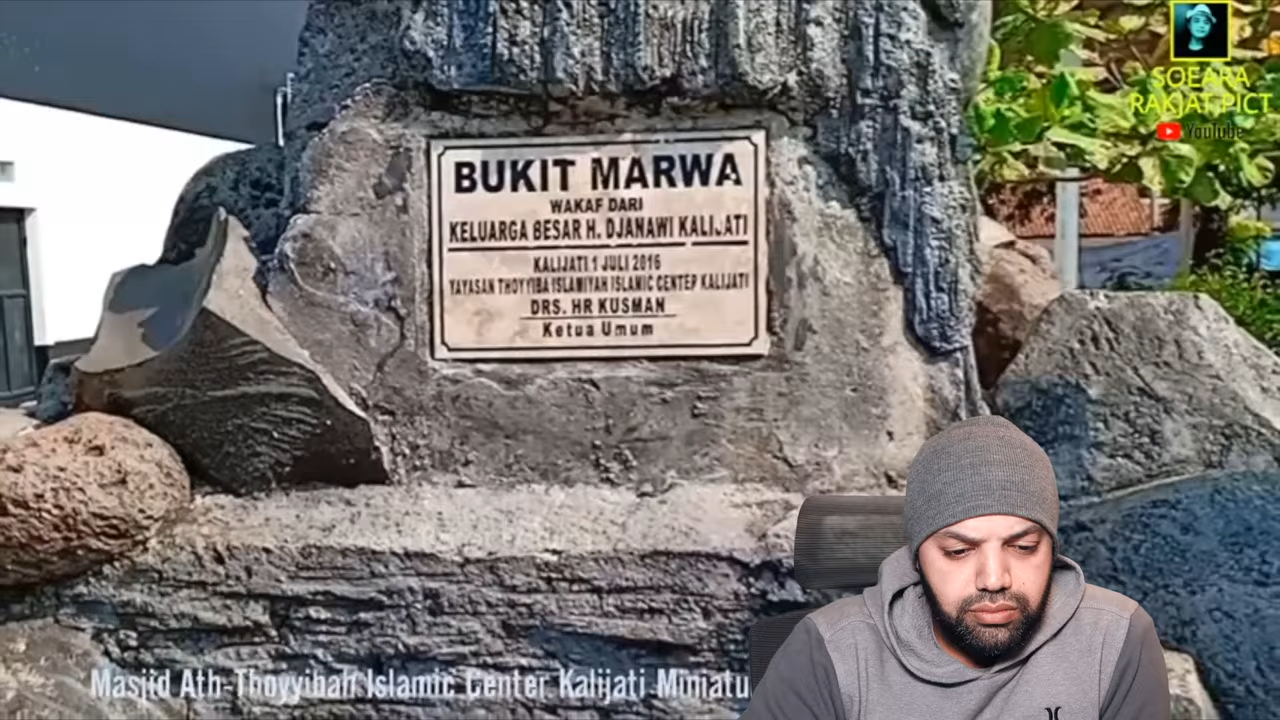 SOEARA
RAKJAT PICT
YouTube
BUKIT MARWA
WAKAF DARI
KELUARGA BESAR H. DJANAWI KALIJATI
KALIJATI 1 JULI 2016
YAYASAN THOYYIBA ISLAMIYAH ISLAMIC CENTER KALIJATI
DRS. HR KUSMAN
Ketua Umum
Masjid Ath-Thoyyibah Islamic Center Kalijati Miniatu